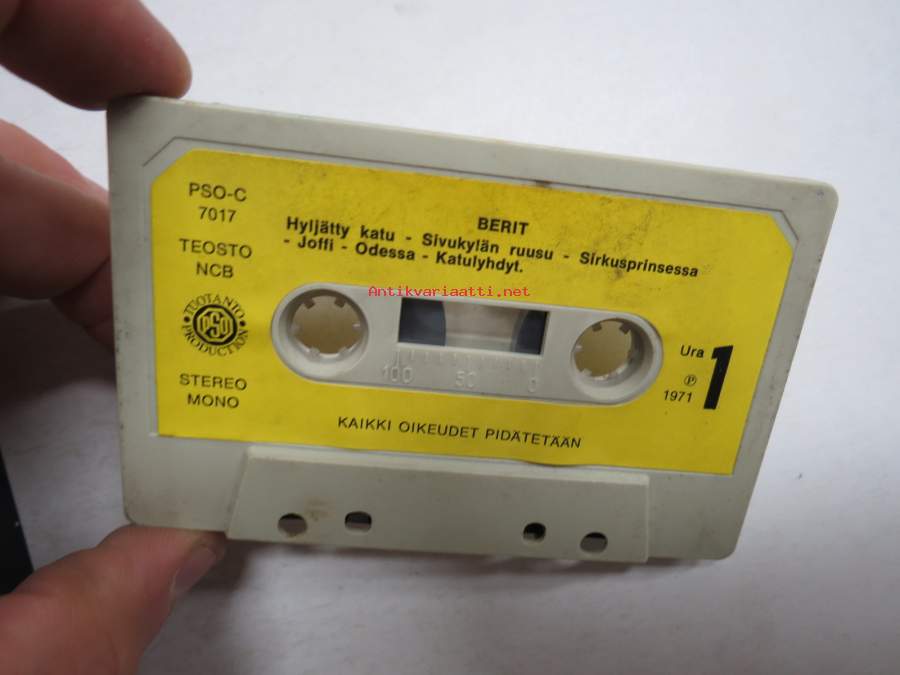 PSO-C
7017
TEOSTO
NCB
TUOTANTO
PSO
PRODUCTION
STEREO
MONO
BERIT
Hyljätty katu - Sivukylän ruusu - Sirkusprinsessa
- Joffi - Odessa - Katulyhdyt.
Antikvariaatti.net
100 50 0
Ura 1
Ⓟ
1971
KAIKKI OIKEUDET PIDÄTETÄÄN